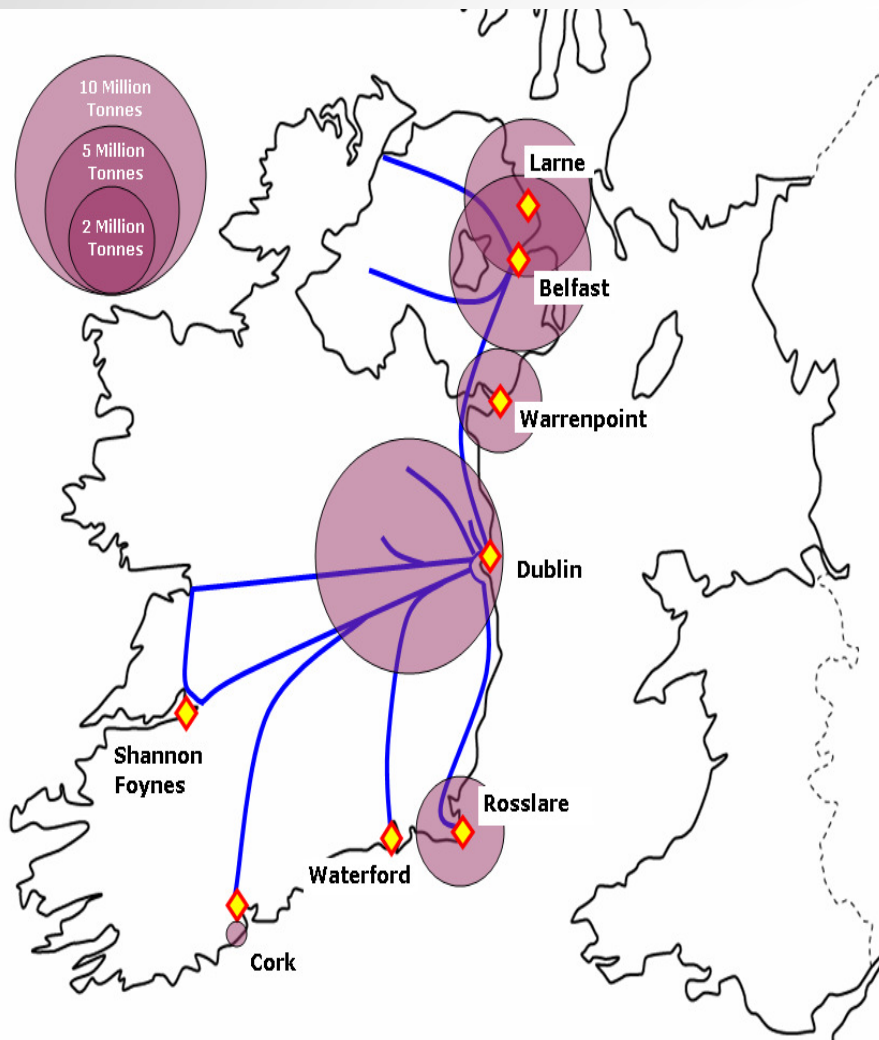 10 Million
Tonnes
5 Million
Tonnes
2 Million
Tonnes
Larne
Belfast
Warrenpoint
Dublin
Shannon
Foynes
Rosslare
Waterford
Cork